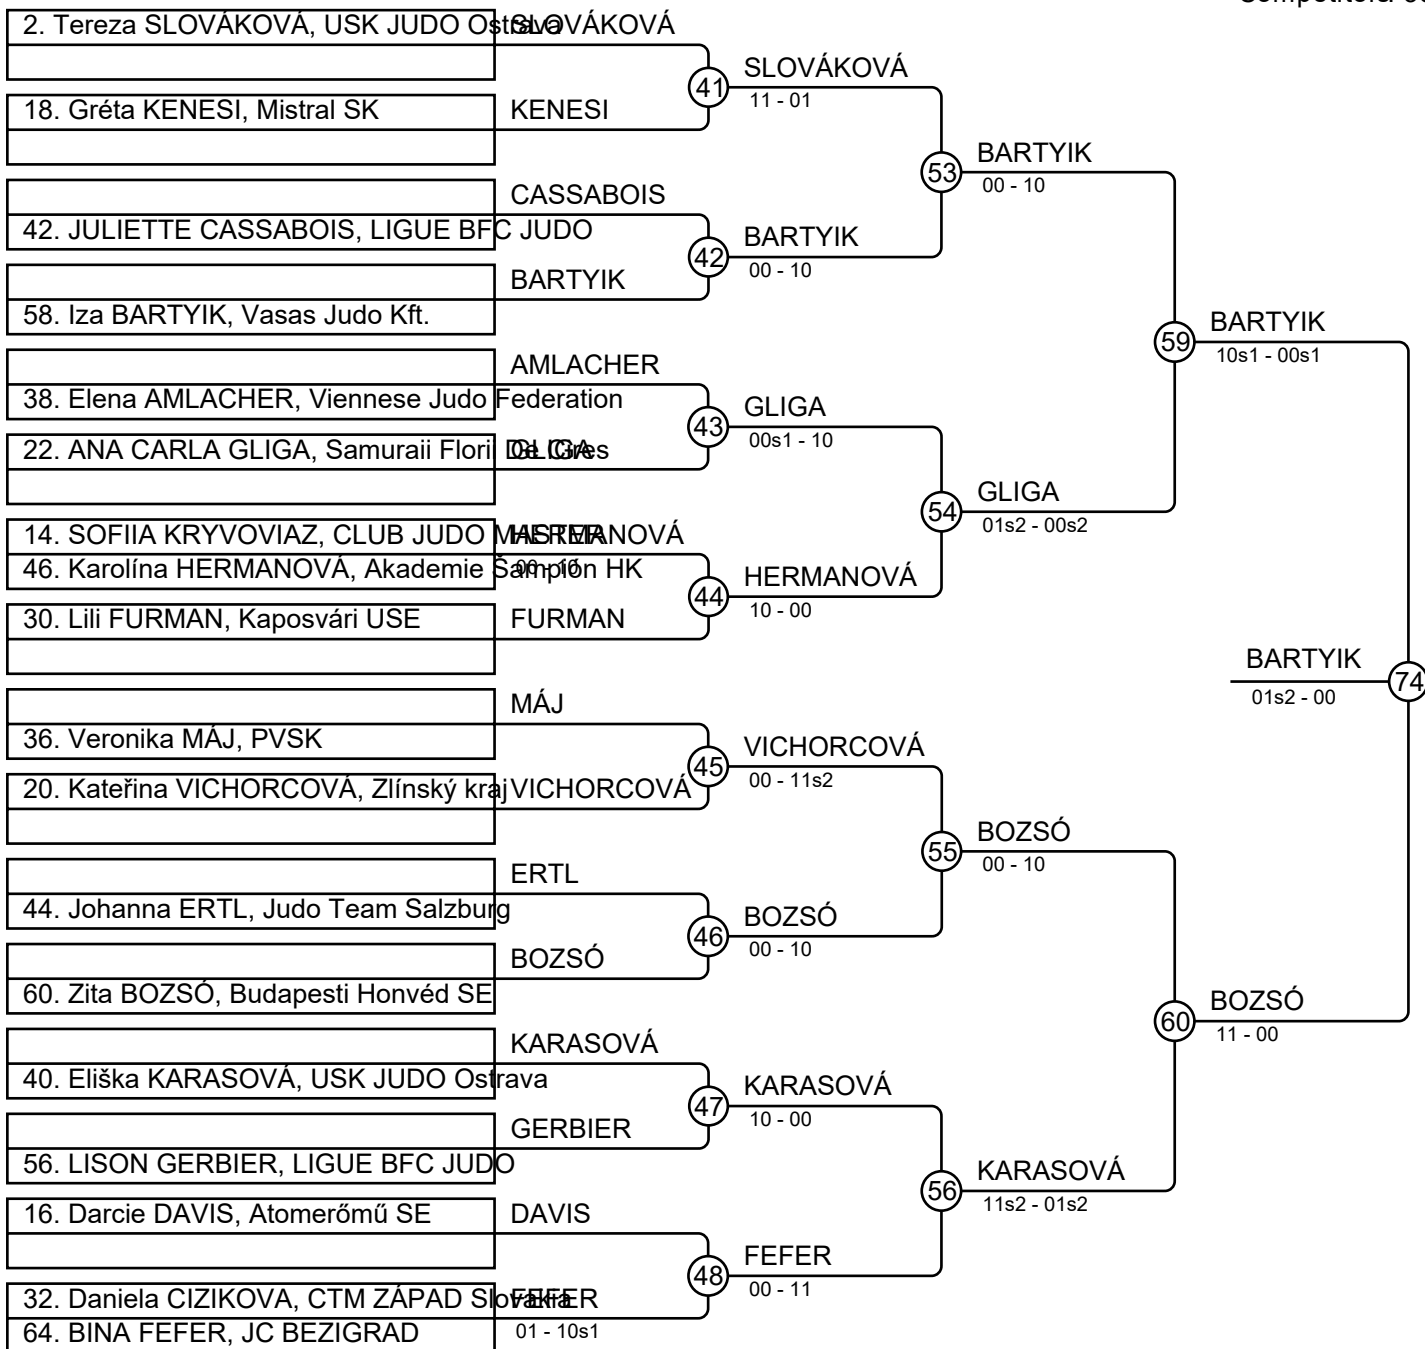 2. Tereza SLOVÁKOVÁ, USK JUDO Ostrava
SLOVÁKOVÁ
41
SLOVÁKOVÁ
11 - 01
18. Gréta KENESI, Mistral SK
KENESI
53
BARTYIK
00 - 10
CASSABOIS
42. JULIETTE CASSABOIS, LIGUE BFC JUDO
42
BARTYIK
00 - 10
BARTYIK
58. Iza BARTYIK, Vasas Judo Kft.
59
BARTYIK
10s1 - 00s1
AMLACHER
38. Elena AMLACHER, Viennese Judo Federation
43
GLIGA
00s1 - 10
22. ANA CARLA GLIGA, Samuraii Florii De Cires
GLIGA
54
GLIGA
01s2 - 00s2
14. SOFIIA KRYVOVIAZ, CLUB JUDO MASTER
HERMANOVÁ
46. Karolína HERMANOVÁ, Akademie Šampión HK
00 - 10
44
HERMANOVÁ
10 - 00
30. Lili FURMAN, Kaposvári USE
FURMAN
BARTYIK
74
01s2 - 00
MÁJ
36. Veronika MÁJ, PVSK
45
VICHORCOVÁ
00 - 11s2
20. Kateřina VICHORCOVÁ, Zlínský kraj
VICHORCOVÁ
55
BOZSÓ
00 - 10
ERTL
44. Johanna ERTL, Judo Team Salzburg
46
BOZSÓ
00 - 10
BOZSÓ
60. Zita BOZSÓ, Budapesti Honvéd SE
60
BOZSÓ
11 - 00
KARASOVÁ
40. Eliška KARASOVÁ, USK JUDO Ostrava
47
KARASOVÁ
10 - 00
GERBIER
56. LISON GERBIER, LIGUE BFC JUDO
56
KARASOVÁ
11s2 - 01s2
16. Darcie DAVIS, Atomerőmű SE
DAVIS
48
FEFER
00 - 11
32. Daniela CIZIKOVA, CTM ZÁPAD Slovakia
FEFER
64. BINA FEFER, JC BEZIGRAD
01 - 10s1